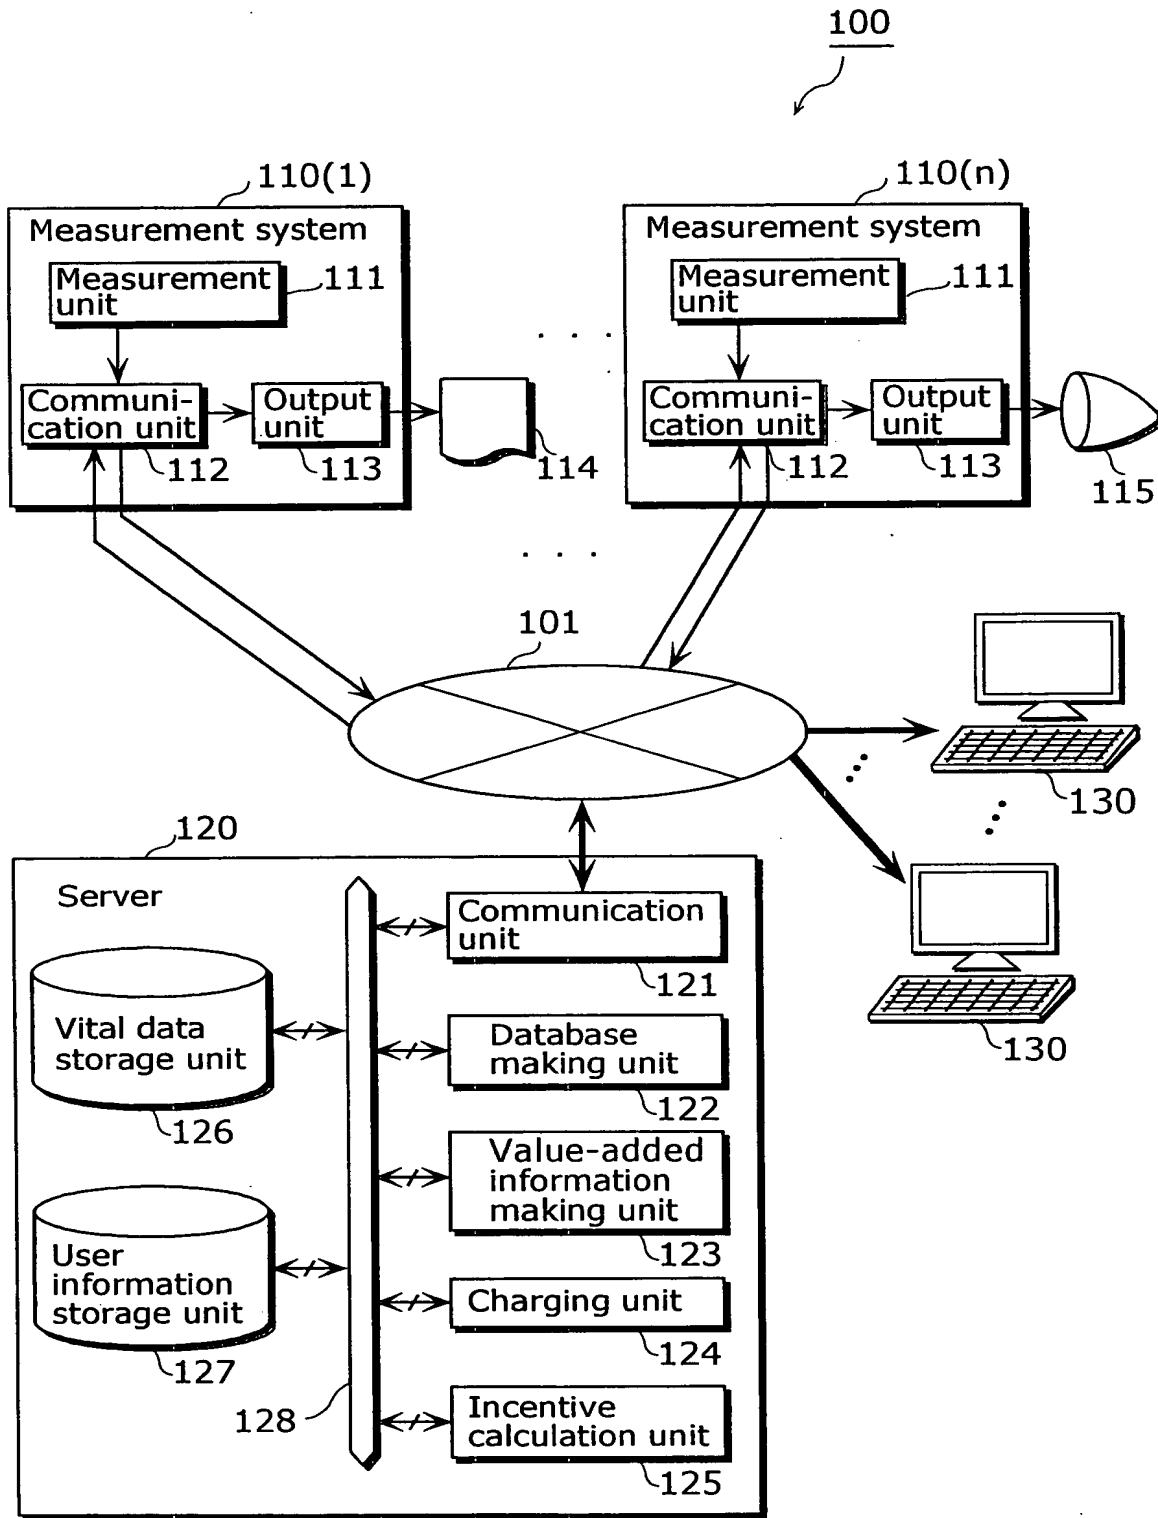 100
110(1)
Measurement system
Measurement
unit
111
Communi-
cation unit
112
Output
unit
113
114
. . .
110(n)
Measurement system
Measurement
unit
111
Communi-
cation unit
112
Output
unit
113
115
. . .
101
130
130
120
Server
Communication
unit
121
Vital data
storage unit
126
Database
making unit
122
Value-added
information
making unit
123
User
information
storage unit
127
Charging unit
124
128
Incentive
calculation unit
125